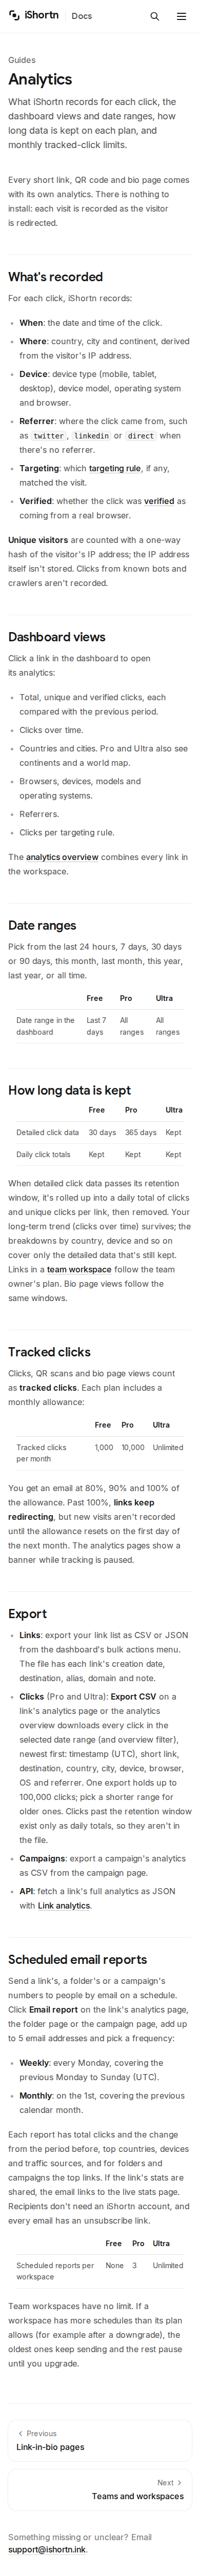 iShortn Docs
Guides
Analytics
What iShortn records for each click, the
dashboard views and date ranges, how
long data is kept on each plan, and
monthly tracked-click limits.
Every short link, QR code and bio page comes
with its own analytics. There is nothing to
install: each visit is recorded as the visitor
is redirected.
What's recorded
For each click, iShortn records:
When: the date and time of the click.
Where: country, city and continent, derived
from the visitor's IP address.
Device: device type (mobile, tablet,
desktop), device model, operating system
and browser.
Referrer: where the click came from, such
as twitter, linkedin or direct when
there's no referrer.
Targeting: which targeting rule, if any,
matched the visit.
Verified: whether the click was verified as
coming from a real browser.
Unique visitors are counted with a one-way
hash of the visitor's IP address; the IP address
itself isn't stored. Clicks from known bots and
crawlers aren't recorded.
Dashboard views
Click a link in the dashboard to open
its analytics:
Total, unique and verified clicks, each
compared with the previous period.
Clicks over time.
Countries and cities. Pro and Ultra also see
continents and a world map.
Browsers, devices, models and
operating systems.
Referrers.
Clicks per targeting rule.
The analytics overview combines every link in
the workspace.
Date ranges
Pick from the last 24 hours, 7 days, 30 days
or 90 days, this month, last month, this year,
last year, or all time.
Free Pro Ultra
Date range in the dashboard Last 7 days All ranges All ranges
How long data is kept
Free Pro Ultra
Detailed click data 30 days 365 days Kept
Daily click totals Kept Kept Kept
When detailed click data passes its retention
window, it's rolled up into a daily total of clicks
and unique clicks per link, then removed. Your
long-term trend (clicks over time) survives; the
breakdowns by country, device and so on
cover only the detailed data that's still kept.
Links in a team workspace follow the team
owner's plan. Bio page views follow the
same windows.
Tracked clicks
Clicks, QR scans and bio page views count
as tracked clicks. Each plan includes a
monthly allowance:
Free Pro Ultra
Tracked clicks per month 1,000 10,000 Unlimited
You get an email at 80%, 90% and 100% of
the allowance. Past 100%, links keep
redirecting, but new visits aren't recorded
until the allowance resets on the first day of
the next month. The analytics pages show a
banner while tracking is paused.
Export
Links: export your link list as CSV or JSON
from the dashboard's bulk actions menu.
The file has each link's creation date,
destination, alias, domain and note.
Clicks (Pro and Ultra): Export CSV on a
link's analytics page or the analytics
overview downloads every click in the
selected date range (and overview filter),
newest first: timestamp (UTC), short link,
destination, country, city, device, browser,
OS and referrer. One export holds up to
100,000 clicks; pick a shorter range for
older ones. Clicks past the retention window
exist only as daily totals, so they aren't in
the file.
Campaigns: export a campaign's analytics
as CSV from the campaign page.
API: fetch a link's full analytics as JSON
with Link analytics.
Scheduled email reports
Send a link's, a folder's or a campaign's
numbers to people by email on a schedule.
Click Email report on the link's analytics page,
the folder page or the campaign page, add up
to 5 email addresses and pick a frequency:
Weekly: every Monday, covering the
previous Monday to Sunday (UTC).
Monthly: on the 1st, covering the previous
calendar month.
Each report has total clicks and the change
from the period before, top countries, devices
and traffic sources, and for folders and
campaigns the top links. If the link's stats are
shared, the email links to the live stats page.
Recipients don't need an iShortn account, and
every email has an unsubscribe link.
Free Pro Ultra
Scheduled reports per workspace None 3 Unlimited
Team workspaces have no limit. If a
workspace has more schedules than its plan
allows (for example after a downgrade), the
oldest ones keep sending and the rest pause
until you upgrade.
Previous
Link-in-bio pages
Next
Teams and workspaces
Something missing or unclear? Email
support@ishortn.ink.